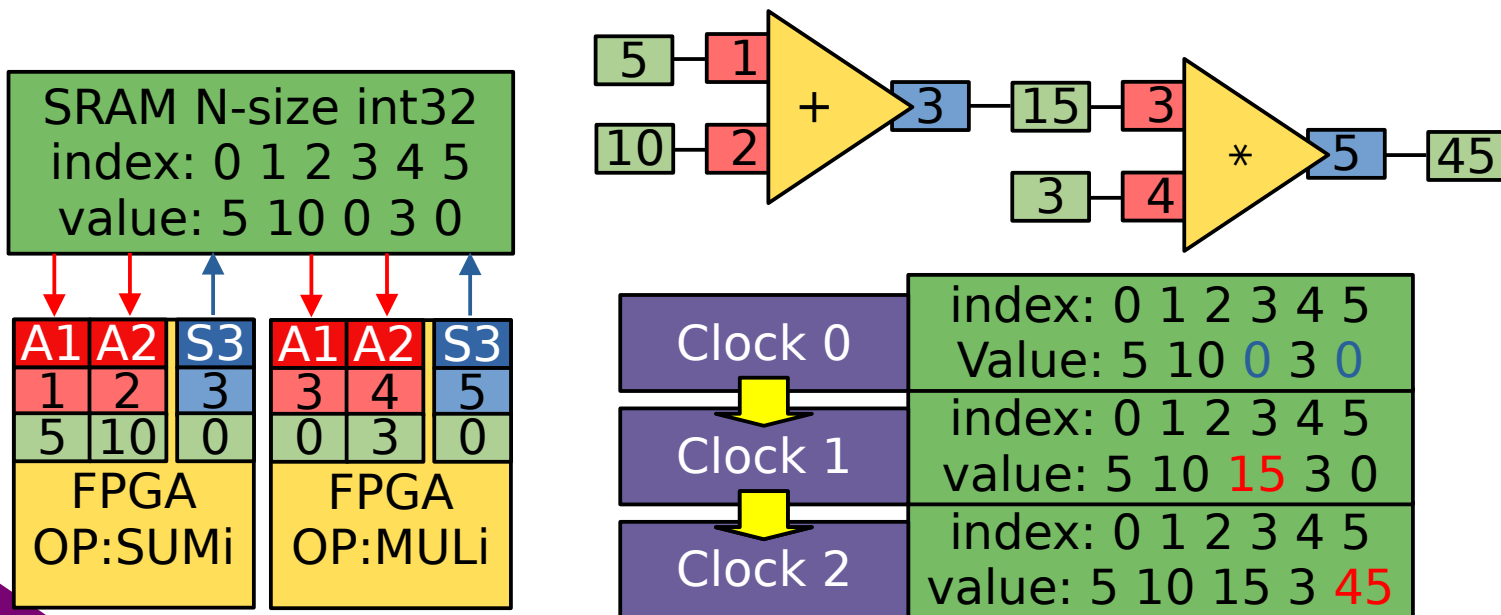 SRAM N-size int32
index: 0 1 2 3 4 5
value: 5 10 0 3 0
A1 A2 S3
1 2 3
5 10 0
FPGA
OP:SUMi
A1 A2 S3
3 4 5
0 3 0
FPGA
OP:MULi
5 1
10 2
+
3
15 3
3 4
*
5 45
Clock 0
index: 0 1 2 3 4 5
Value: 5 10 0 3 0
Clock 1
index: 0 1 2 3 4 5
value: 5 10 15 3 0
Clock 2
index: 0 1 2 3 4 5
value: 5 10 15 3 45